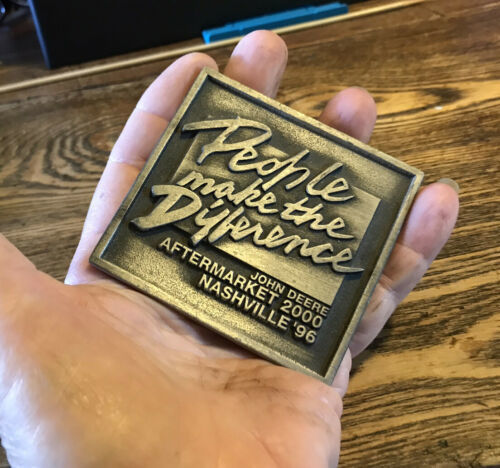 People
make the
Difference
JOHN DEERE
AFTERMARKET 2000
NASHVILLE '96